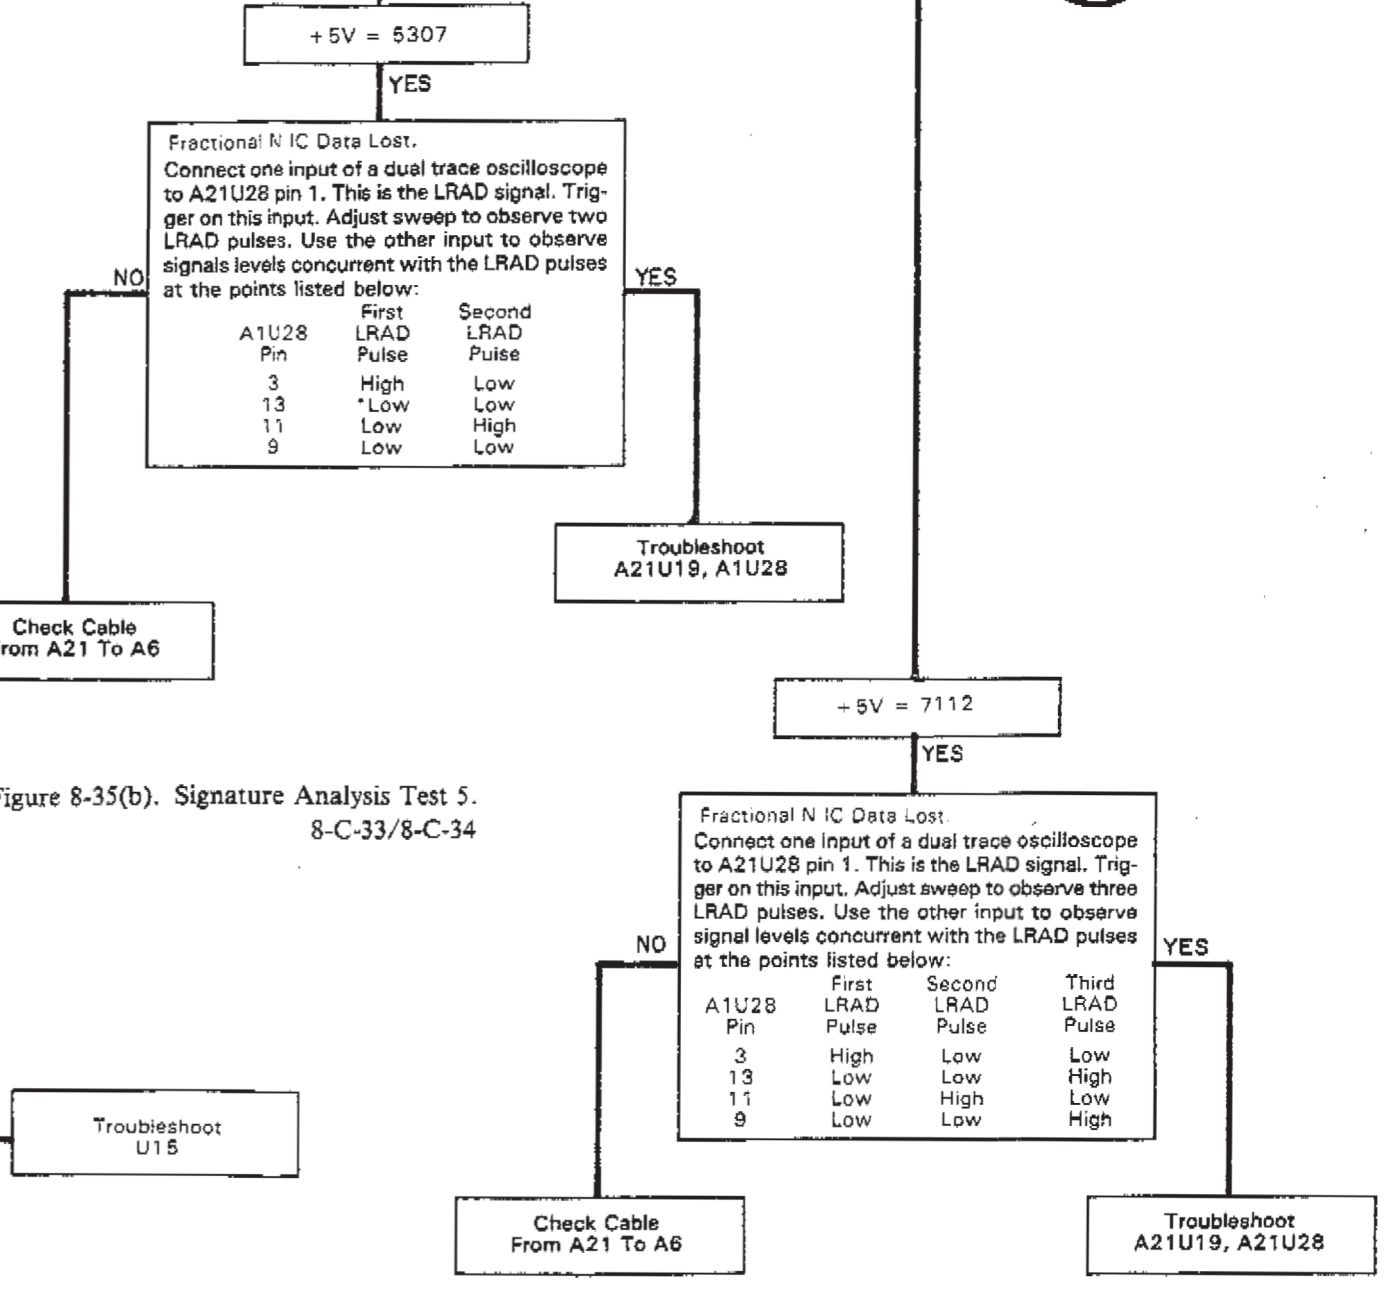 +5V = 5307
YES
Fractional N IC Data Lost.
Connect one input of a dual trace oscilloscope
to A21U28 pin 1. This is the LRAD signal. Trig-
ger on this input. Adjust sweep to observe two
LRAD pulses. Use the other input to observe
signals levels concurrent with the LRAD pulses
at the points listed below:
First Second
A1U28 LRAD LRAD
Pin Pulse Pulse
3 High Low
13 *Low Low
11 Low High
9 Low Low
NO
YES
Troubleshoot
A21U19, A1U28
Check Cable
rom A21 To A6
+5V = 7112
YES
igure 8-35(b). Signature Analysis Test 5.
8-C-33/8-C-34
Fractional N IC Data Lost.
Connect one input of a dual trace oscilloscope
to A21U28 pin 1. This is the LRAD signal. Trig-
ger on this input. Adjust sweep to observe three
LRAD pulses. Use the other input to observe
signal levels concurrent with the LRAD pulses
at the points listed below:
First Second Third
A1U28 LRAD LRAD LRAD
Pin Pulse Pulse Pulse
3 High Low Low
13 Low Low High
11 Low High Low
9 Low Low High
NO
YES
Troubleshoot
U15
Check Cable
From A21 To A6
Troubleshoot
A21U19, A21U28